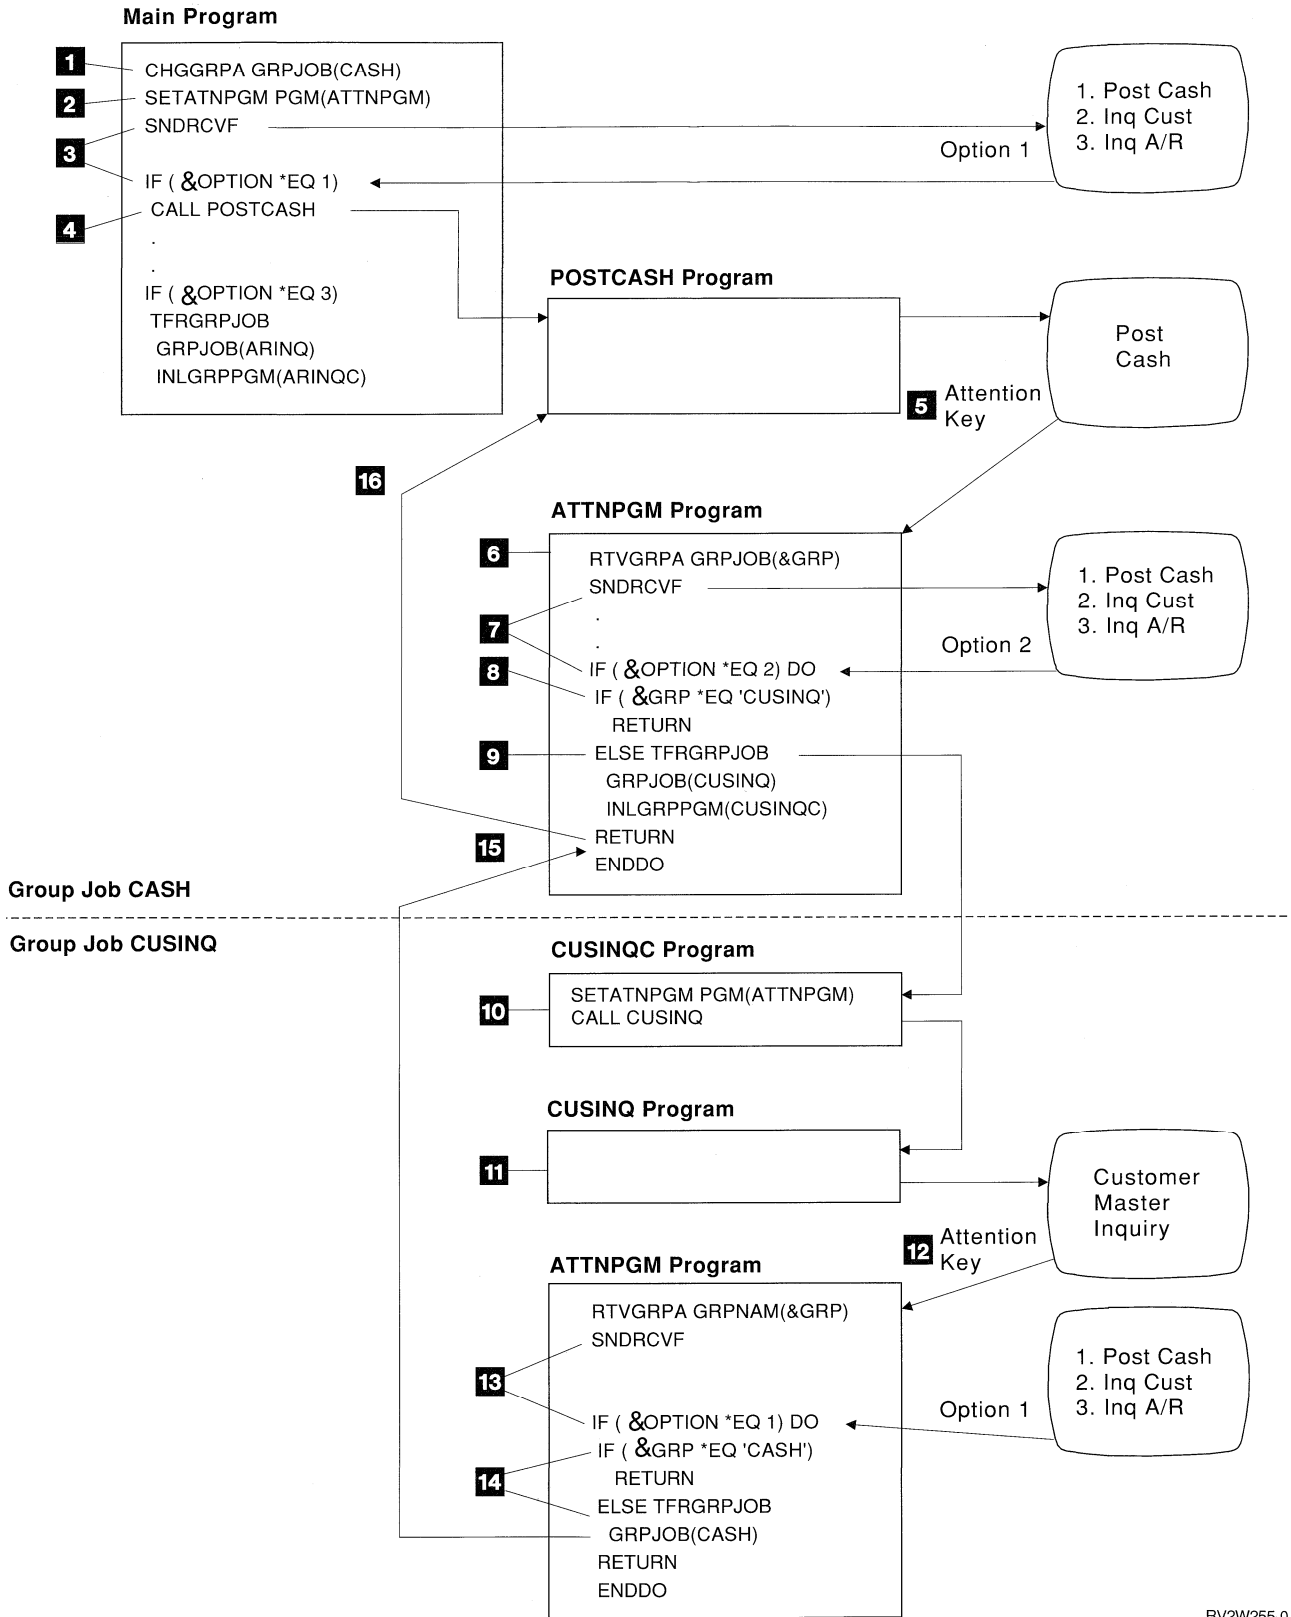 Main Program
1
CHGGRPA GRPJOB(CASH)
2
SETATNPGM PGM(ATTNPGM)
SNDRCVF
3
IF ( &OPTION *EQ 1)
4
CALL POSTCASH
.
.
IF ( &OPTION *EQ 3)
TFRGRPJOB
GRPJOB(ARINQ)
INLGRPPGM(ARINQC)
1. Post Cash
2. Inq Cust
3. Inq A/R
Option 1
POSTCASH Program
Post
Cash
5
Attention
Key
16
ATTNPGM Program
6
RTVGRPA GRPJOB(&GRP)
SNDRCVF
7
.
.
IF ( &OPTION *EQ 2) DO
8
IF ( &GRP *EQ 'CUSINQ')
RETURN
9
ELSE TFRGRPJOB
GRPJOB(CUSINQ)
INLGRPPGM(CUSINQC)
RETURN
15
ENDDO
1. Post Cash
2. Inq Cust
3. Inq A/R
Option 2
Group Job CASH
Group Job CUSINQ
CUSINQC Program
10
SETATNPGM PGM(ATTNPGM)
CALL CUSINQ
CUSINQ Program
11
Customer
Master
Inquiry
12
Attention
Key
ATTNPGM Program
RTVGRPA GRPNAM(&GRP)
SNDRCVF
13
IF ( &OPTION *EQ 1) DO
IF ( &GRP *EQ 'CASH')
14
RETURN
ELSE TFRGRPJOB
GRPJOB(CASH)
RETURN
ENDDO
1. Post Cash
2. Inq Cust
3. Inq A/R
Option 1